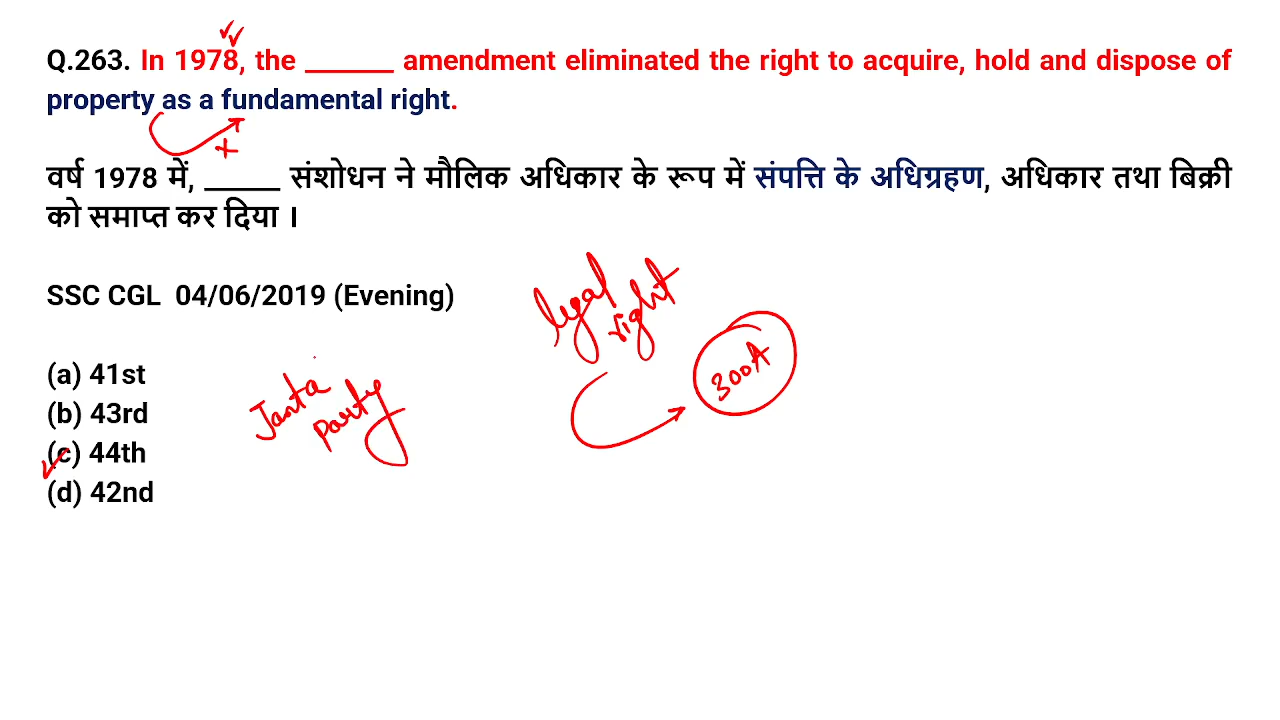 Q.263. In 1978, the ______ amendment eliminated the right to acquire, hold and dispose of
property as a fundamental right.
वर्ष 1978 में, _____ संशोधन ने मौलिक अधिकार के रूप में संपत्ति के अधिग्रहण, अधिकार तथा बिक्री
को समाप्त कर दिया ।
SSC CGL 04/06/2019 (Evening)
legal
right
300A
(a) 41st
Janta
party
(b) 43rd
(c) 44th
(d) 42nd